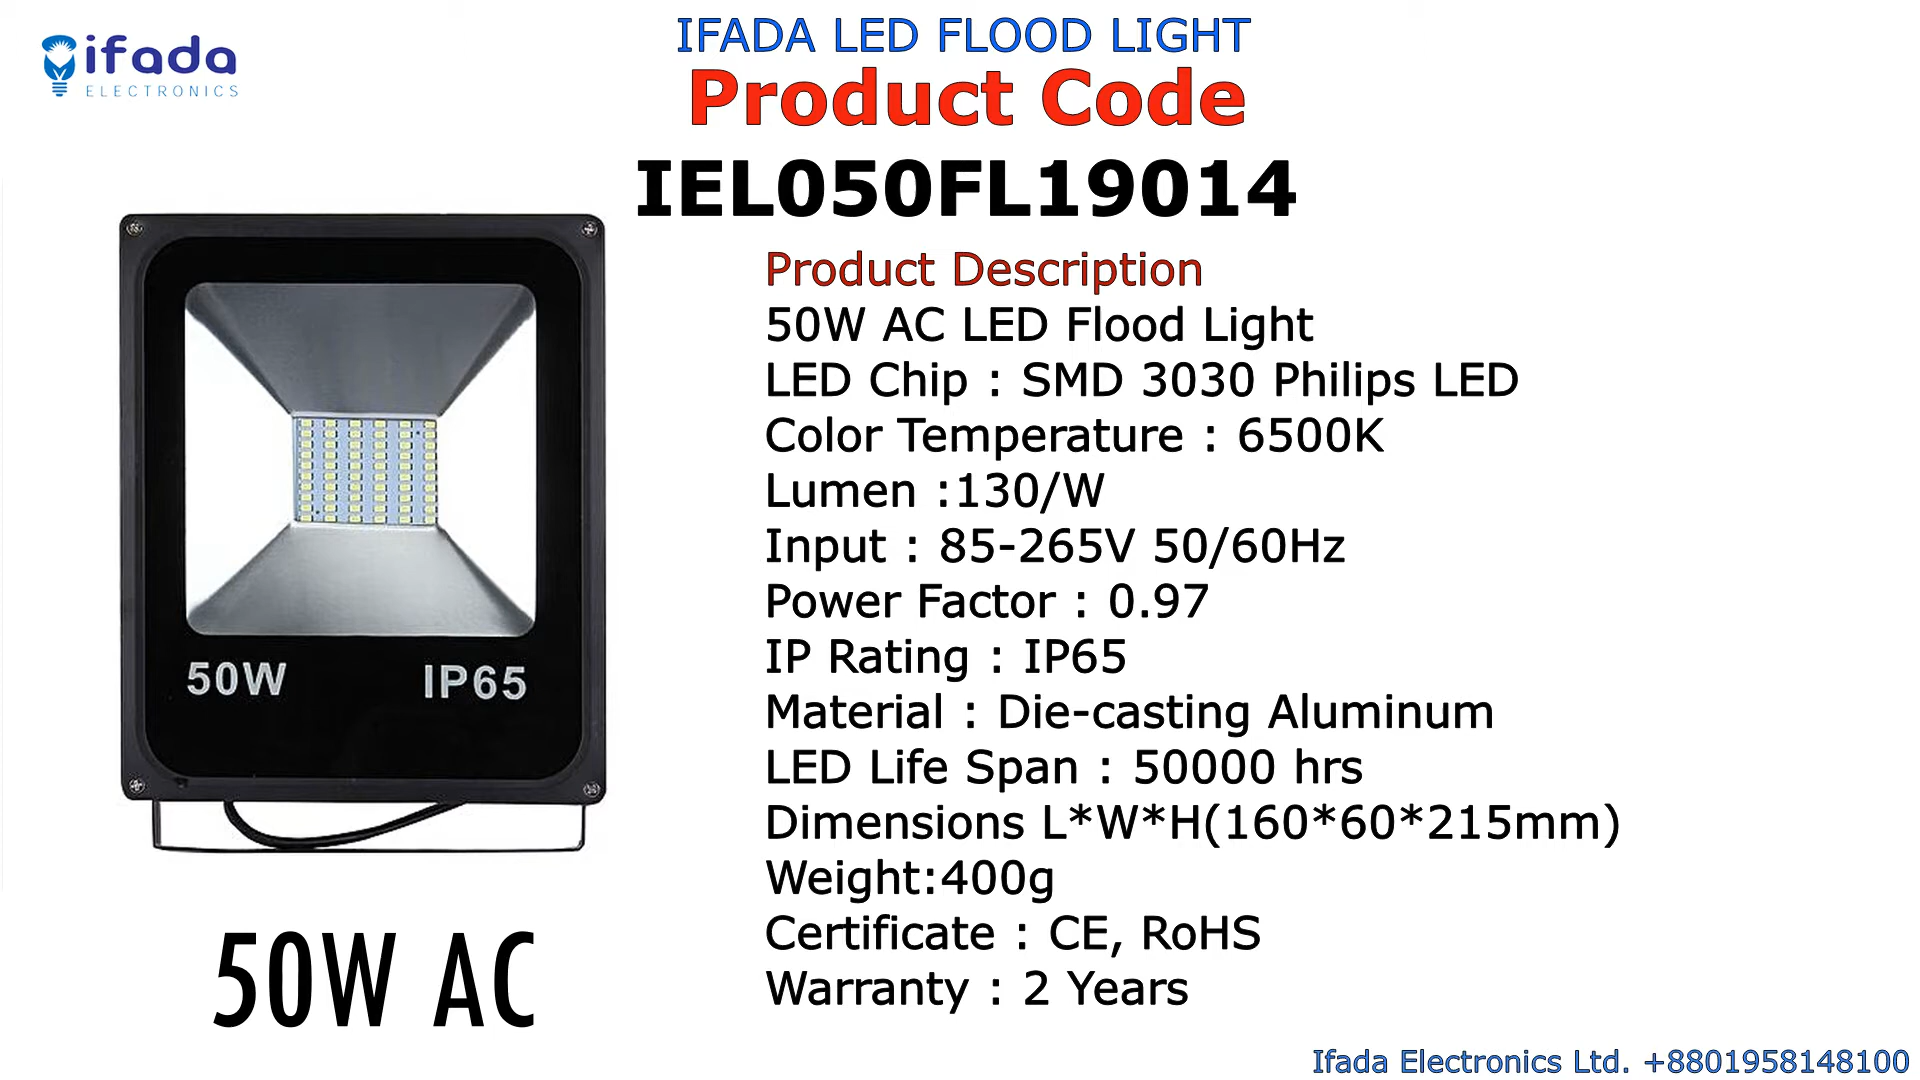 ifada
ELECTRONICS
IFADA LED FLOOD LIGHT
Product Code
IEL050FL19014
Product Description
50W AC LED Flood Light
LED Chip : SMD 3030 Philips LED
Color Temperature : 6500K
Lumen :130/W
Input : 85-265V 50/60Hz
Power Factor : 0.97
IP Rating : IP65
Material : Die-casting Aluminum
LED Life Span : 50000 hrs
Dimensions L*W*H(160*60*215mm)
Weight:400g
Certificate : CE, RoHS
Warranty : 2 Years
50W IP65
50W AC
Ifada Electronics Ltd. +8801958148100